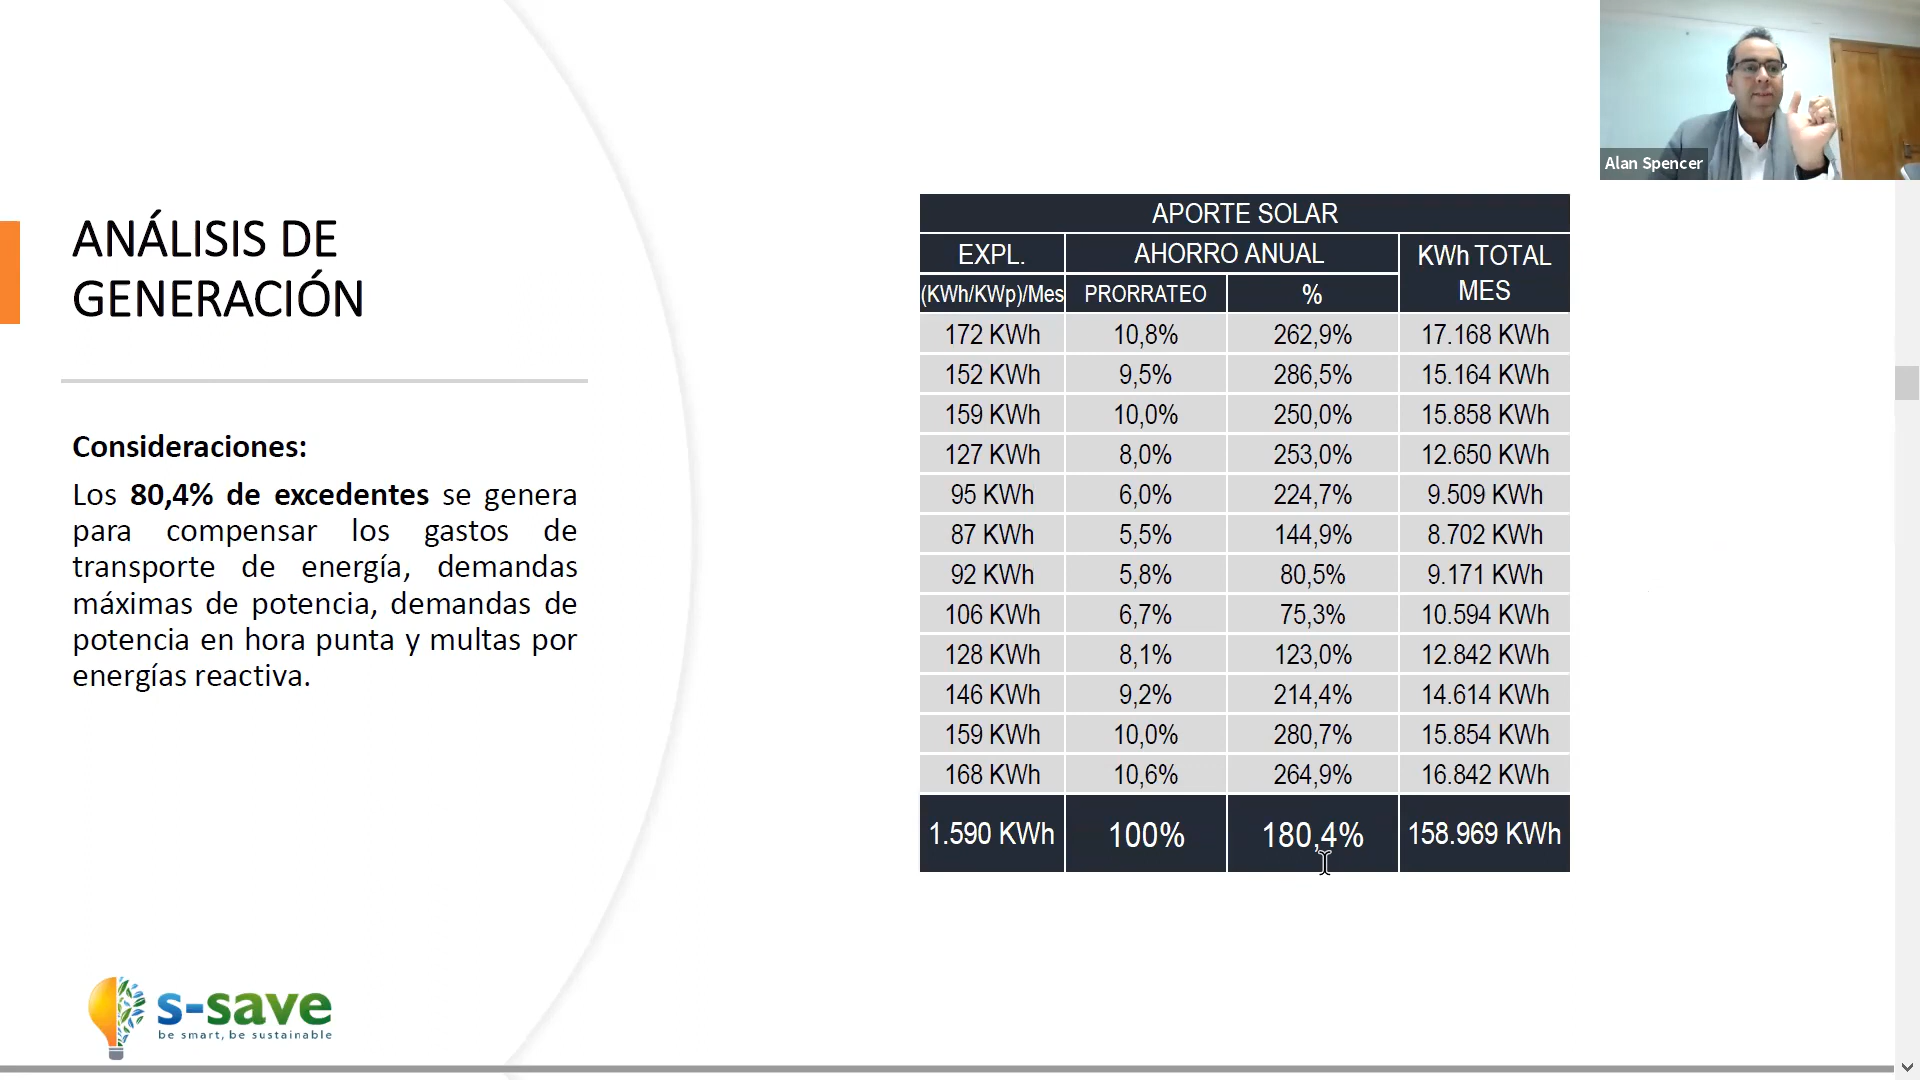 Alan Spencer
ANÁLISIS DE
GENERACIÓN
Consideraciones:
Los 80,4% de excedentes se genera
para compensar los gastos de
transporte de energía, demandas
máximas de potencia, demandas de
potencia en hora punta y multas por
energías reactiva.
APORTE SOLAR
EXPL. AHORRO ANUAL KWh TOTAL MES
(KWh/KWp)/Mes PRORRATEO %
172 KWh 10,8% 262,9% 17.168 KWh
152 KWh 9,5% 286,5% 15.164 KWh
159 KWh 10,0% 250,0% 15.858 KWh
127 KWh 8,0% 253,0% 12.650 KWh
95 KWh 6,0% 224,7% 9.509 KWh
87 KWh 5,5% 144,9% 8.702 KWh
92 KWh 5,8% 80,5% 9.171 KWh
106 KWh 6,7% 75,3% 10.594 KWh
128 KWh 8,1% 123,0% 12.842 KWh
146 KWh 9,2% 214,4% 14.614 KWh
159 KWh 10,0% 280,7% 15.854 KWh
168 KWh 10,6% 264,9% 16.842 KWh
1.590 KWh 100% 180,4% 158.969 KWh
s-save
be smart, be sustainable